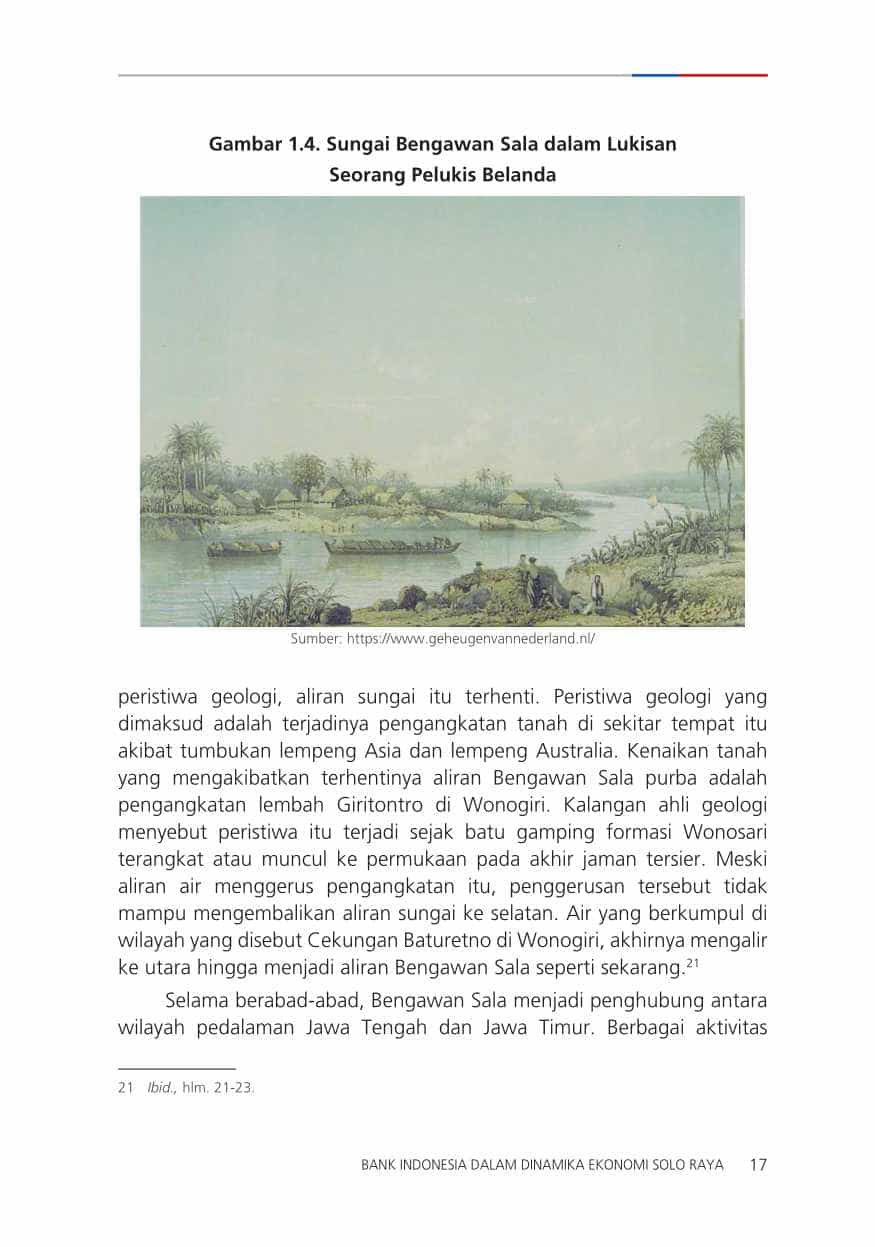 Gambar 1.4. Sungai Bengawan Sala dalam Lukisan
Seorang Pelukis Belanda
Sumber: https://www.geheugenvannederland.nl/
peristiwa geologi, aliran sungai itu terhenti. Peristiwa geologi yang
dimaksud adalah terjadinya pengangkatan tanah di sekitar tempat itu
akibat tumbukan lempeng Asia dan lempeng Australia. Kenaikan tanah
yang mengakibatkan terhentinya aliran Bengawan Sala purba adalah
pengangkatan lembah Giritontro di Wonogiri. Kalangan ahli geologi
menyebut peristiwa itu terjadi sejak batu gamping formasi Wonosari
terangkat atau muncul ke permukaan pada akhir jaman tersier. Meski
aliran air menggerus pengangkatan itu, penggerusan tersebut tidak
mampu mengembalikan aliran sungai ke selatan. Air yang berkumpul di
wilayah yang disebut Cekungan Baturetno di Wonogiri, akhirnya mengalir
ke utara hingga menjadi aliran Bengawan Sala seperti sekarang.21
Selama berabad-abad, Bengawan Sala menjadi penghubung antara
wilayah pedalaman Jawa Tengah dan Jawa Timur. Berbagai aktivitas
21 Ibid., hlm. 21-23.
BANK INDONESIA DALAM DINAMIKA EKONOMI SOLO RAYA 17